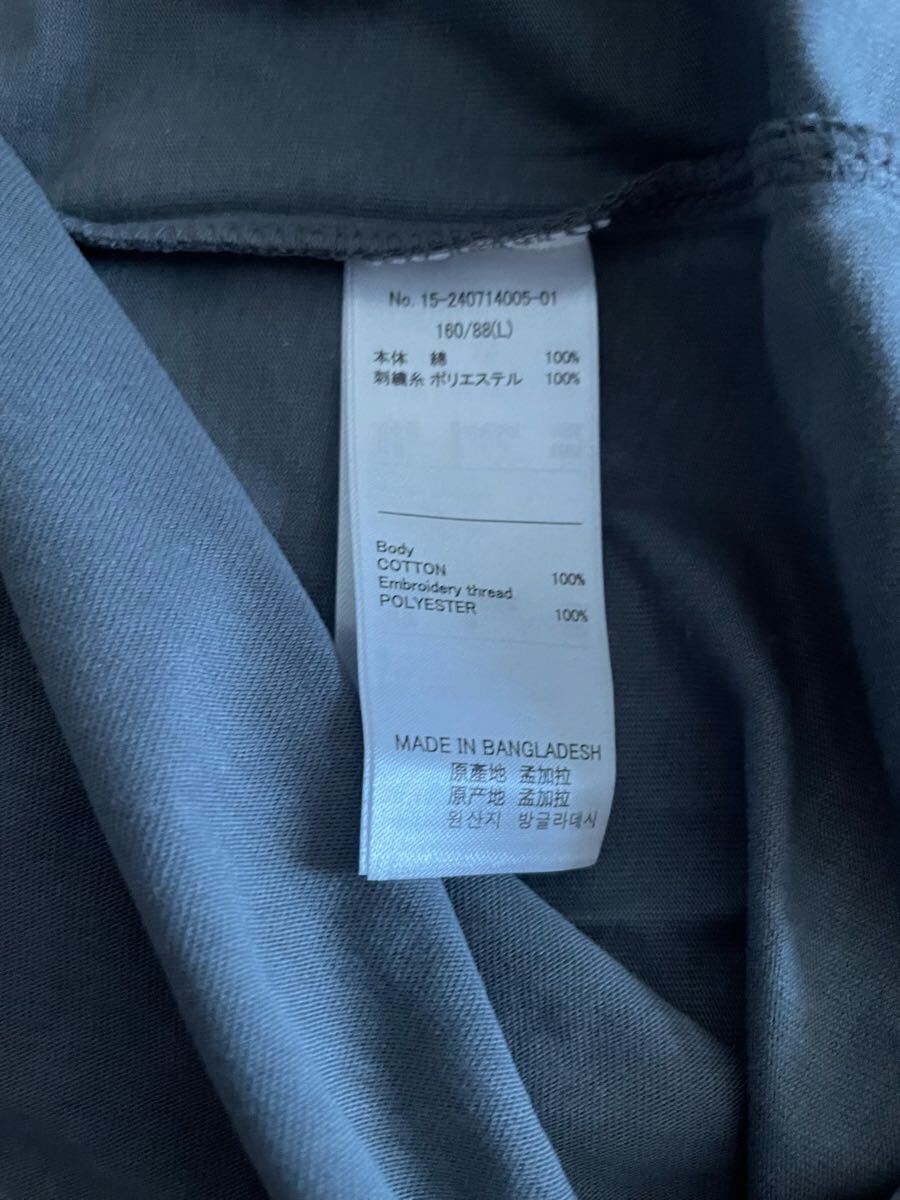 No. 15-240714005-01
160/88(L)
本体 綿 100%
刺繍糸 ポリエステル 100%
Body
COTTON 100%
Embroidery thread
POLYESTER 100%
MADE IN BANGLADESH
原產地 孟加拉
原产地 孟加拉
원산지 방글라데시